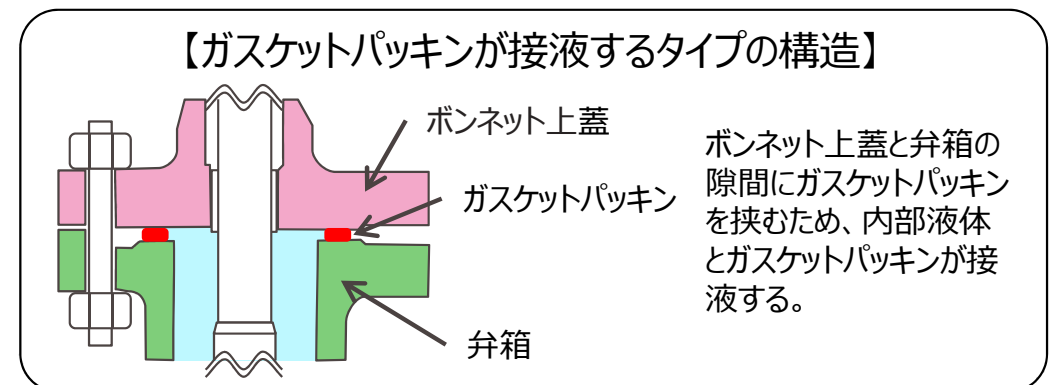 【ガスケットパッキンが接液するタイプの構造】
ボンネット上蓋
ガスケットパッキン
弁箱
ボンネット上蓋と弁箱の
隙間にガスケットパッキン
を挟むため、内部液体
とガスケットパッキンが接
液する。